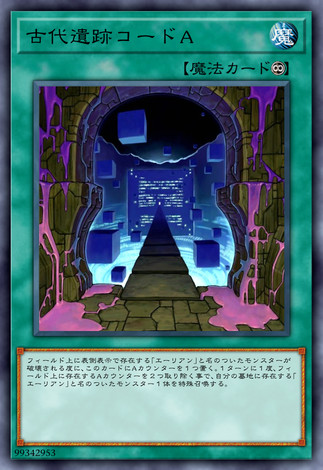 古代遺跡コードA
魔
【魔法カード】
フィールド上に表側表示で存在する「エーリアン」と名のついたモンスターが
破壊される度に、このカードにAカウンターを1つ置く。1ターンに1度、フィ
ールド上に存在するAカウンターを2つ取り除く事で、自分の墓地に存在する
「エーリアン」と名のついたモンスター1体を特殊召喚する。
99342953